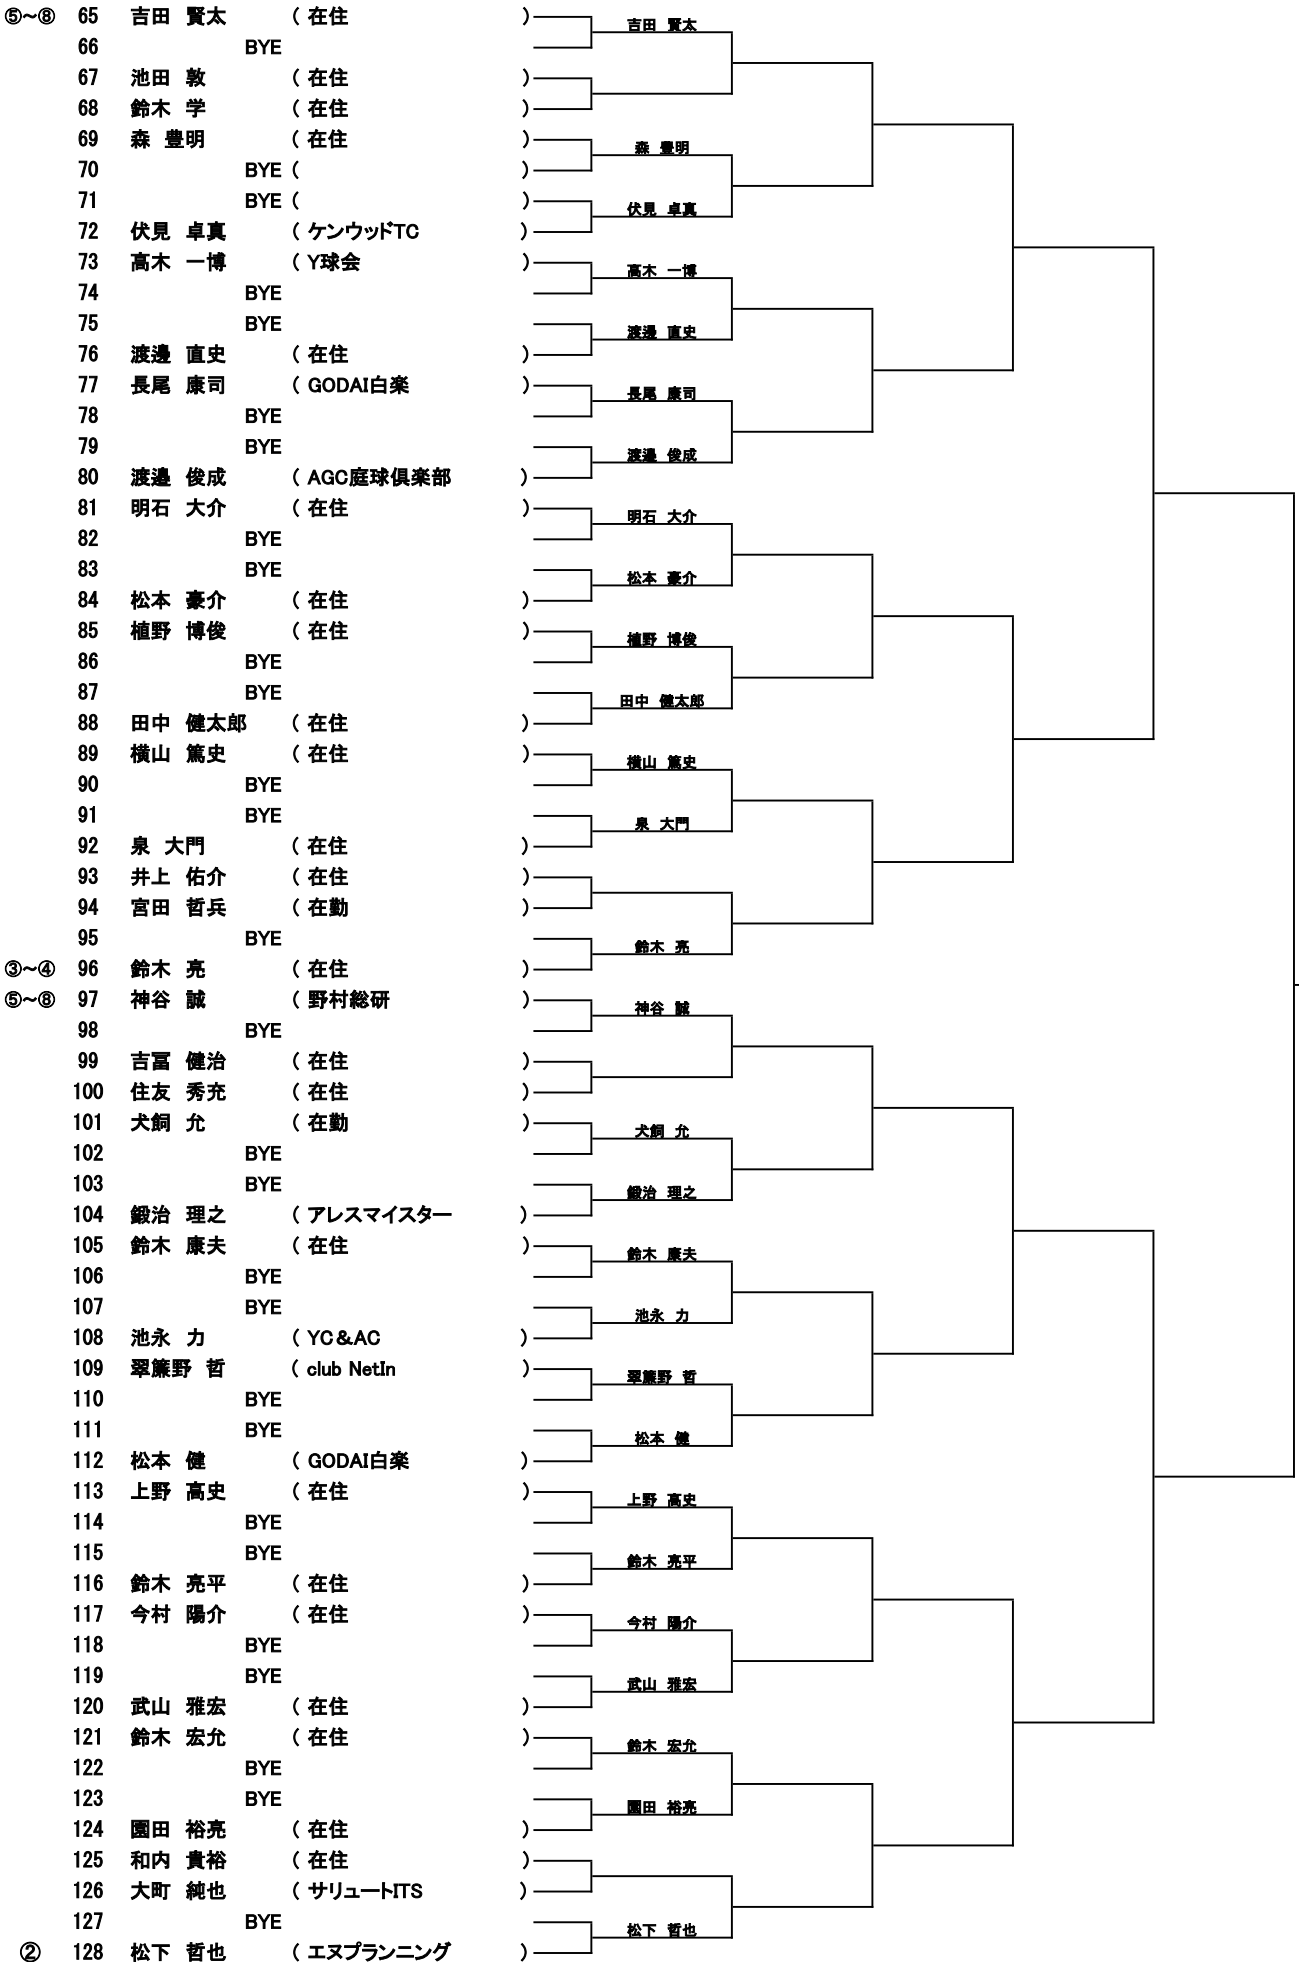 ⑤～⑧ 65 吉田 賢太 ( 在住 )
吉田 賢太
66 BYE
67 池田 敦 ( 在住 )
68 鈴木 学 ( 在住 )
69 森 豊明 ( 在住 )
森 豊明
70 BYE ( )
71 BYE ( )
伏見 卓真
72 伏見 卓真 ( ケンウッドTC )
73 高木 一博 ( Y球会 )
高木 一博
74 BYE
75 BYE
渡邊 直史
76 渡邊 直史 ( 在住 )
77 長尾 康司 ( GODAI白楽 )
長尾 康司
78 BYE
79 BYE
渡邉 俊成
80 渡邉 俊成 ( AGC庭球倶楽部 )
81 明石 大介 ( 在住 )
明石 大介
82 BYE
83 BYE
松本 豪介
84 松本 豪介 ( 在住 )
85 植野 博俊 ( 在住 )
植野 博俊
86 BYE
87 BYE
田中 健太郎
88 田中 健太郎 ( 在住 )
89 横山 篤史 ( 在住 )
横山 篤史
90 BYE
91 BYE
泉 大門
92 泉 大門 ( 在住 )
93 井上 佑介 ( 在住 )
94 宮田 哲兵 ( 在勤 )
95 BYE
鈴木 亮
③～④ 96 鈴木 亮 ( 在住 )
⑤～⑧ 97 神谷 誠 ( 野村総研 )
神谷 誠
98 BYE
99 吉冨 健治 ( 在住 )
100 住友 秀充 ( 在住 )
101 犬飼 允 ( 在勤 )
犬飼 允
102 BYE
103 BYE
鍛治 理之
104 鍛治 理之 ( アレスマイスター )
105 鈴木 康夫 ( 在住 )
鈴木 康夫
106 BYE
107 BYE
池永 力
108 池永 力 ( YC＆AC )
109 翠簾野 哲 ( club NetIn )
翠簾野 哲
110 BYE
111 BYE
松本 健
112 松本 健 ( GODAI白楽 )
113 上野 高史 ( 在住 )
上野 高史
114 BYE
115 BYE
鈴木 亮平
116 鈴木 亮平 ( 在住 )
117 今村 陽介 ( 在住 )
今村 陽介
118 BYE
119 BYE
武山 雅宏
120 武山 雅宏 ( 在住 )
121 鈴木 宏允 ( 在住 )
鈴木 宏允
122 BYE
123 BYE
園田 裕亮
124 園田 裕亮 ( 在住 )
125 和内 貴裕 ( 在住 )
126 大町 純也 ( サリュートITS )
127 BYE
松下 哲也
② 128 松下 哲也 ( エヌプランニング )